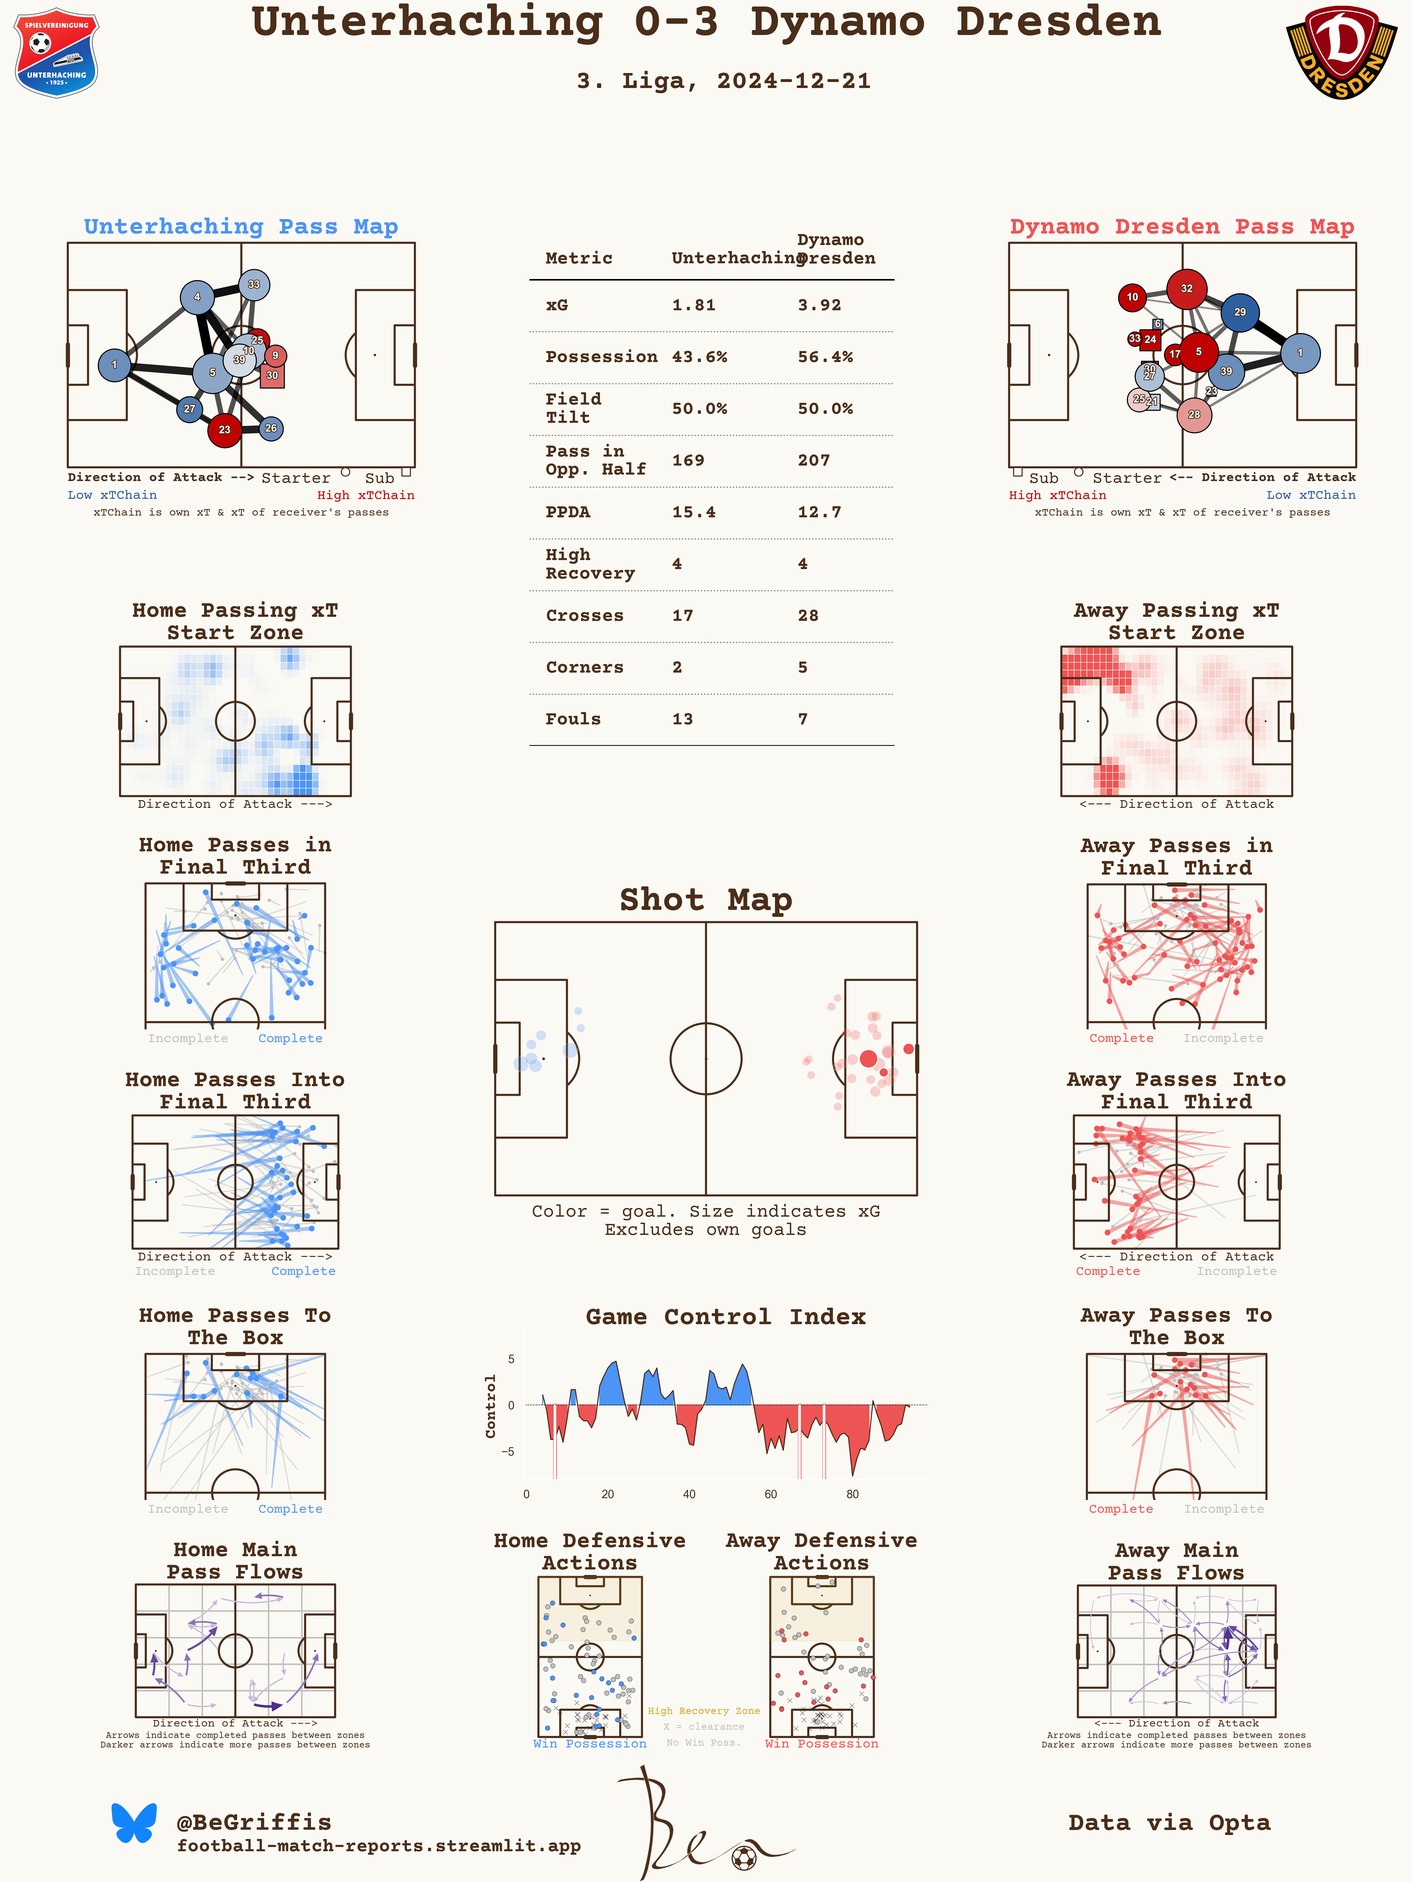 Unterhaching 0-3 Dynamo Dresden
3. Liga, 2024-12-21
SPIELVEREINIGUNG
UNTERHACHING
• 1925 •
D
DRESDEN
Unterhaching Pass Map
4
33
25
10
39
9
1
5
30
27
23
26
Direction of Attack --> Starter Sub
Low xTChain High xTChain
xTChain is own xT & xT of receiver's passes
Metric Unterhaching Dynamo Dresden
xG 1.81 3.92
Possession 43.6% 56.4%
Field Tilt 50.0% 50.0%
Pass in Opp. Half 169 207
PPDA 15.4 12.7
High Recovery 4 4
Crosses 17 28
Corners 2 5
Fouls 13 7
Dynamo Dresden Pass Map
10
32
29
6
33
24
17
5
1
30
27
39
23
25
21
28
Sub Starter <-- Direction of Attack
High xTChain Low xTChain
xTChain is own xT & xT of receiver's passes
Home Passing xT
Start Zone
Direction of Attack --->
Away Passing xT
Start Zone
<--- Direction of Attack
Home Passes in
Final Third
Incomplete Complete
Away Passes in
Final Third
Complete Incomplete
Shot Map
Color = goal. Size indicates xG
Excludes own goals
Home Passes Into
Final Third
Direction of Attack --->
Incomplete Complete
Away Passes Into
Final Third
<--- Direction of Attack
Complete Incomplete
Home Passes To
The Box
Incomplete Complete
Game Control Index
Control
5
0
−5
0 20 40 60 80
Away Passes To
The Box
Complete Incomplete
Home Main
Pass Flows
Direction of Attack --->
Arrows indicate completed passes between zones
Darker arrows indicate more passes between zones
Home Defensive
Actions
Win Possession
High Recovery Zone
X = clearance
No Win Poss.
Away Defensive
Actions
Win Possession
Away Main
Pass Flows
<--- Direction of Attack
Arrows indicate completed passes between zones
Darker arrows indicate more passes between zones
@BeGriffis
football-match-reports.streamlit.app
Ben
Data via Opta